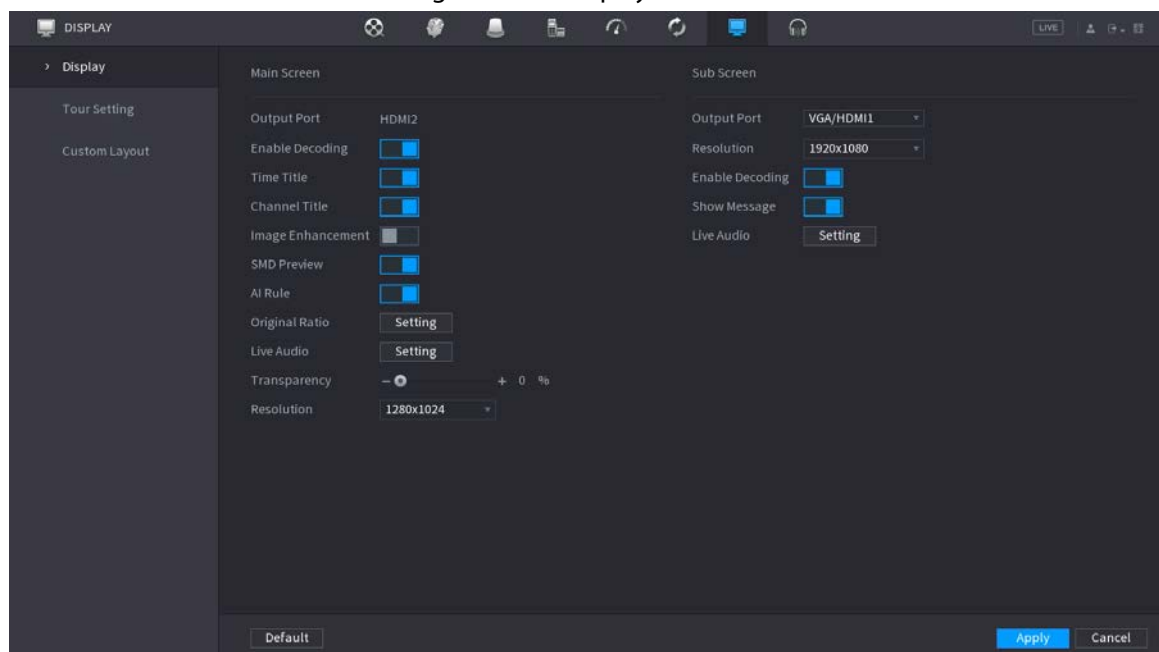 DISPLAY
LIVE
Display
Tour Setting
Custom Layout
Main Screen
Output Port HDMI2
Enable Decoding
Time Title
Channel Title
Image Enhancement
SMD Preview
AI Rule
Original Ratio Setting
Live Audio Setting
Transparency - + 0 %
Resolution 1280x1024
Sub Screen
Output Port VGA/HDMI1
Resolution 1920x1080
Enable Decoding
Show Message
Live Audio Setting
Default
Apply
Cancel